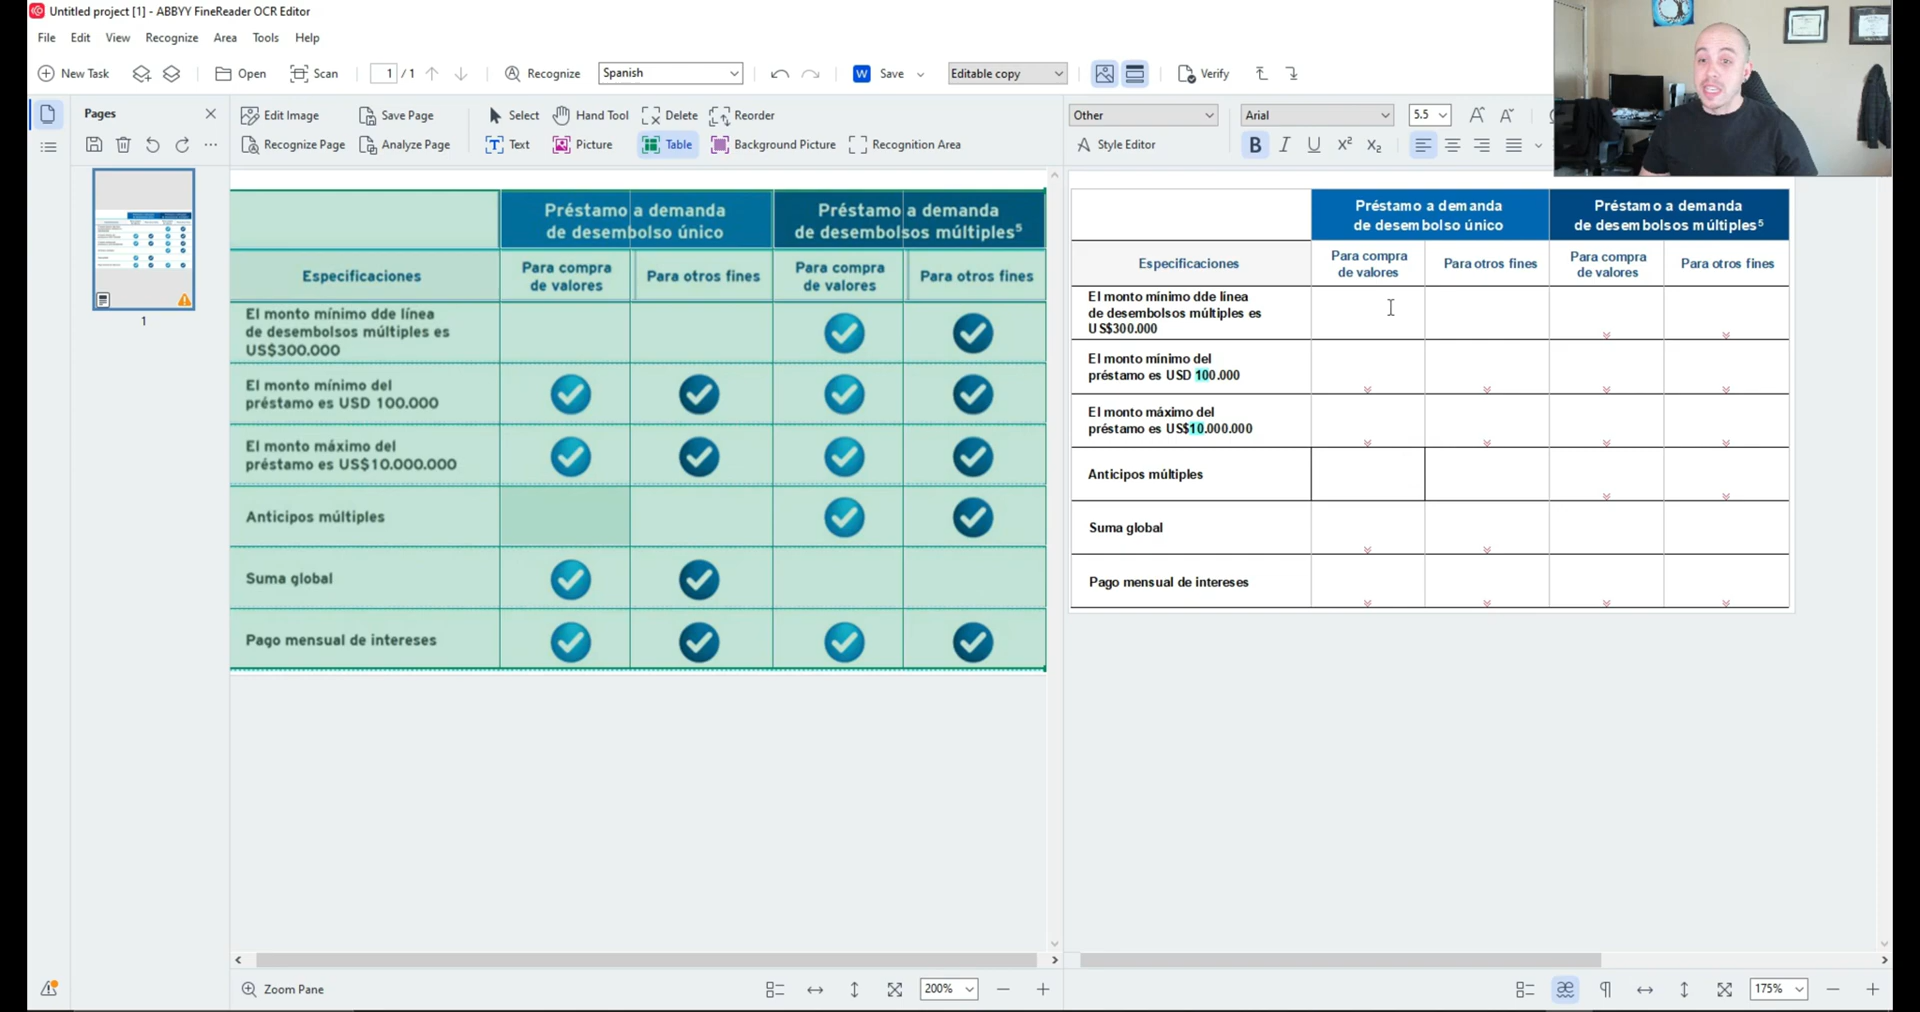 Untitled project [1] - ABBYY FineReader OCR Editor
File Edit View Recognize Area Tools Help
New Task Open Scan 1 / 1 Recognize Spanish Save Editable copy Verify
Pages
Edit Image Save Page Select Hand Tool Delete Reorder
Recognize Page Analyze Page Text Picture Table Background Picture Recognition Area
Other Arial 5.5
Style Editor B I U X² X₂
1
Préstamo a demanda
de desembolso único
Préstamo a demanda
de desembolsos múltiples⁵
Especificaciones
Para compra
de valores
Para otros fines
Para compra
de valores
Para otros fines
El monto mínimo dde línea
de desembolsos múltiples es
US$300.000
El monto mínimo del
préstamo es USD 100.000
El monto máximo del
préstamo es US$10.000.000
Anticipos múltiples
Suma global
Pago mensual de intereses
Préstamo a demanda
de desembolso único
Préstamo a demanda
de desembolsos múltiples⁵
Especificaciones
Para compra
de valores
Para otros fines
Para compra
de valores
Para otros fines
El monto mínimo dde línea
de desembolsos múltiples es
US$300.000
El monto mínimo del
préstamo es USD 100.000
El monto máximo del
préstamo es US$10.000.000
Anticipos múltiples
Suma global
Pago mensual de intereses
Zoom Pane 200%
175%